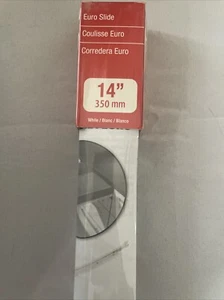 Euro Slide
Coulisse Euro
Corredera Euro
14"
350 mm
White / Blanc / Blanco